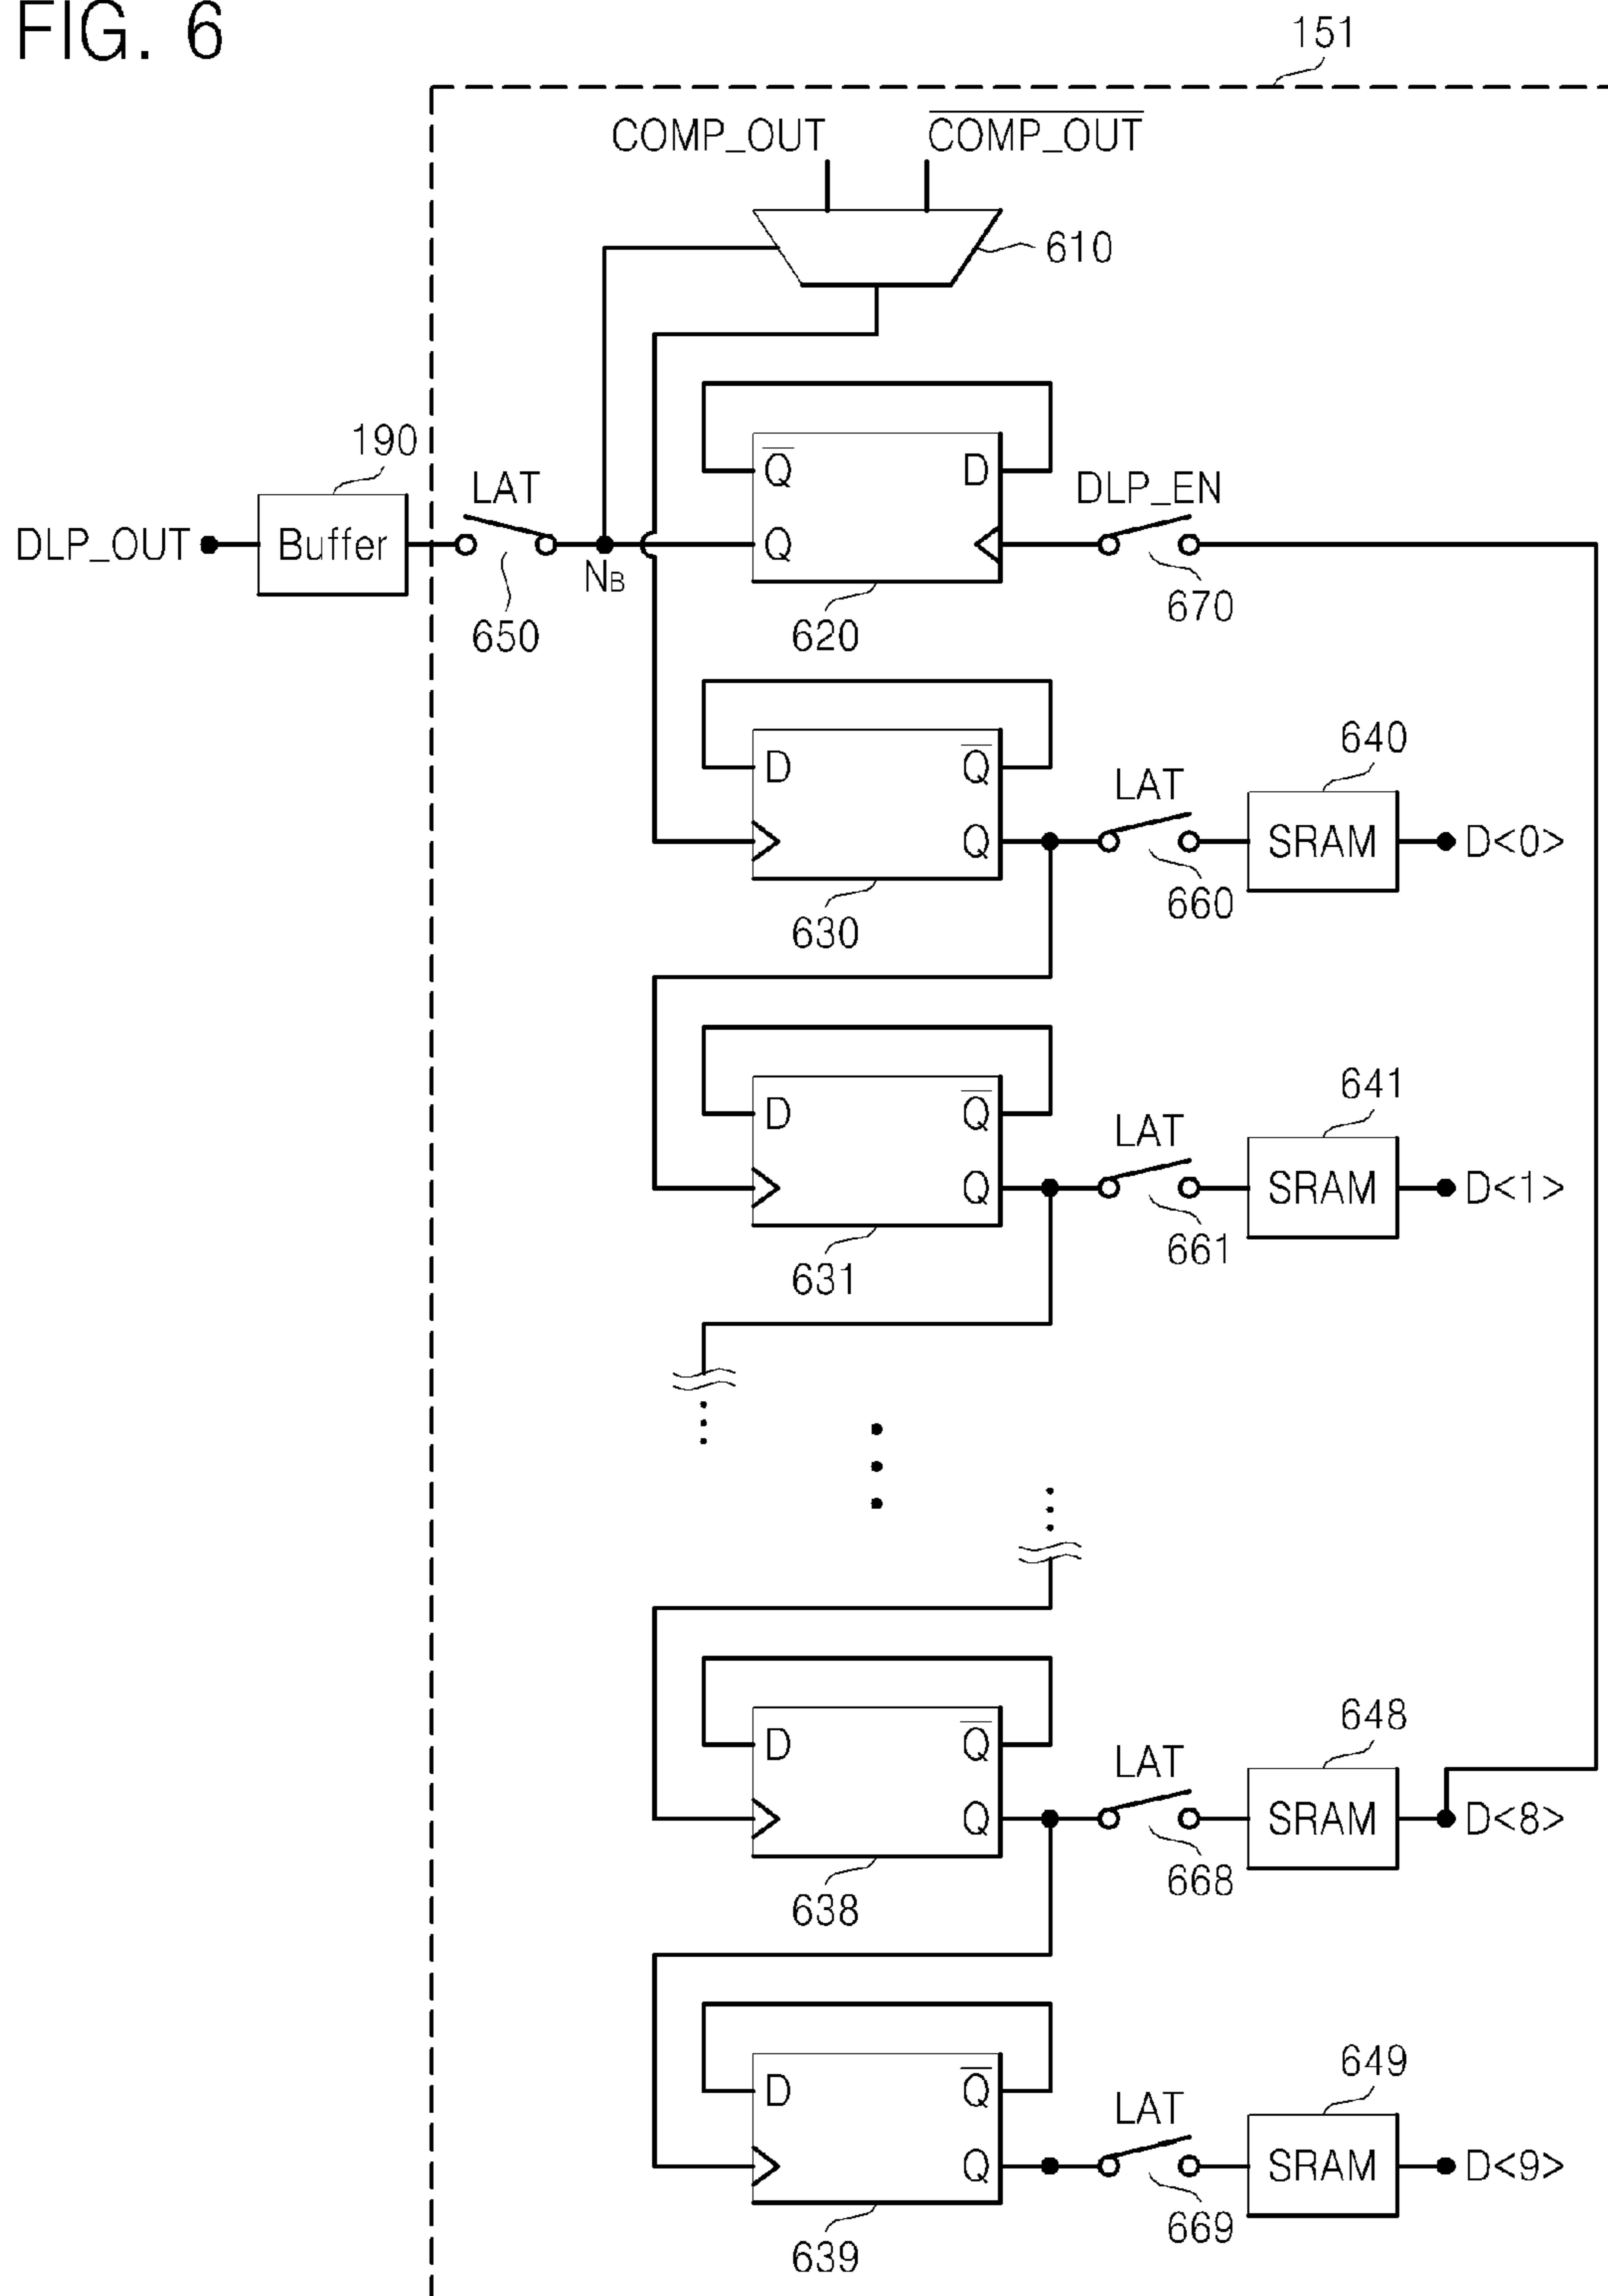 FIG. 6
151
COMP_OUT
C̅O̅M̅P̅_̅O̅U̅T̅
610
190
LAT
Q̅
D
DLP_EN
DLP_OUT
Buffer
Q
NB
650
620
670
D
Q̅
LAT
640
Q
SRAM
D<0>
630
660
D
Q̅
LAT
641
Q
SRAM
D<1>
631
661
D
Q̅
LAT
648
Q
SRAM
D<8>
638
668
D
Q̅
LAT
649
Q
SRAM
D<9>
639
669